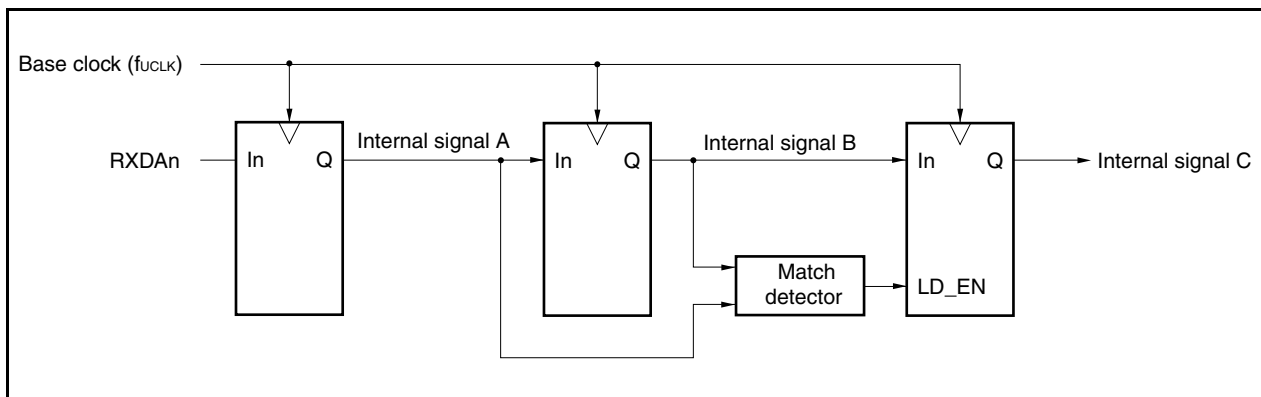 Base clock (fUCLK)
RXDAn
In
Q
Internal signal A
In
Q
Internal signal B
In
Q
Internal signal C
Match
detector
LD_EN